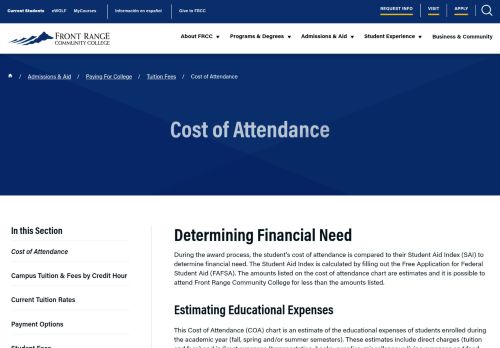 Current Students eWOLF MyCourses Información en español Give to FRCC REQUEST INFO VISIT APPLY
FRONT RANGE
COMMUNITY COLLEGE
About FRCC Programs & Degrees Admissions & Aid Student Experience Business & Community
/ Admissions & Aid / Paying For College / Tuition Fees / Cost of Attendance
Cost of Attendance
In this Section
Cost of Attendance
Campus Tuition & Fees by Credit Hour
Current Tuition Rates
Payment Options
Determining Financial Need
During the award process, the student's cost of attendance is compared to their Student Aid Index (SAI) to
determine financial need. The Student Aid Index is calculated by filling out the Free Application for Federal
Student Aid (FAFSA). The amounts listed on the cost of attendance chart are estimates and it is possible to
attend Front Range Community College for less than the amounts listed.
Estimating Educational Expenses
This Cost of Attendance (COA) chart is an estimate of the educational expenses of students enrolled during
the academic year (fall, spring and/or summer semesters). These estimates include direct charges (tuition